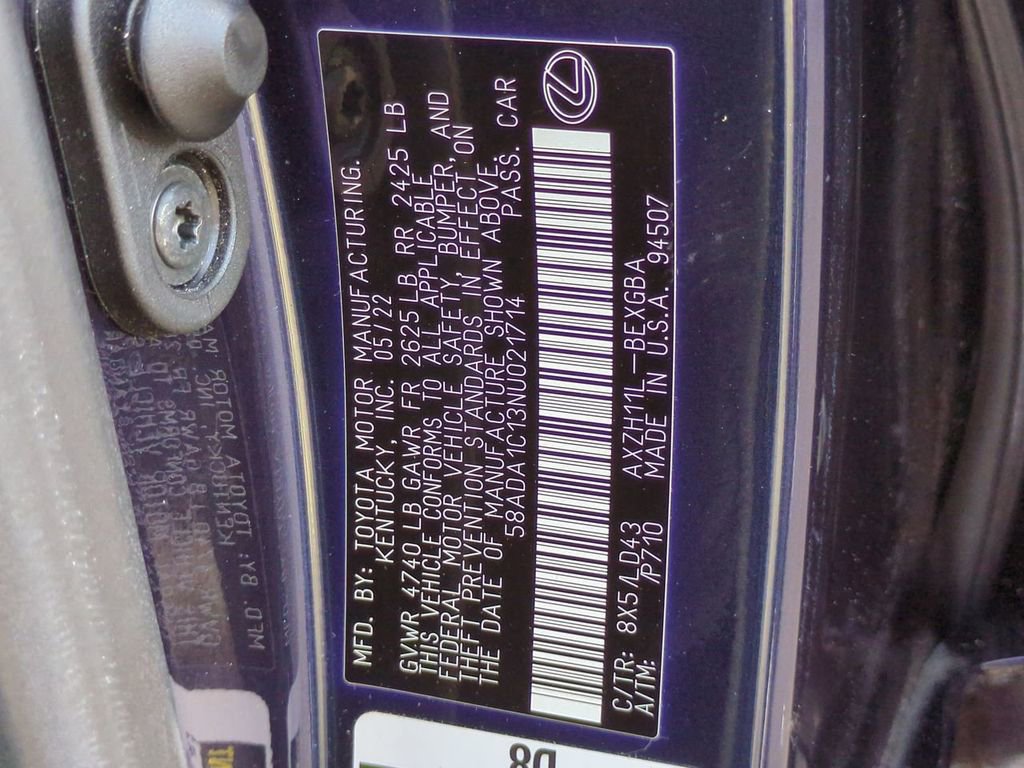 MFD. BY: TOYOTA MOTOR MANUFACTURING.
KENTUCKY, INC. 05/22
GVWR 4740 LB GAWR FR 2625 LB RR 2425 LB
THIS VEHICLE CONFORMS TO ALL APPLICABLE
FEDERAL MOTOR VEHICLE SAFETY, BUMPER, AND
THEFT PREVENTION STANDARDS IN EFFECT ON
THE DATE OF MANUFACTURE SHOWN ABOVE.
58ADA1C13NU021714 PASS. CAR
C/TR: 8X5/LD43 AXZH11L-BEXGBA
A/TM: /P710 MADE IN U.S.A. 94507
D8